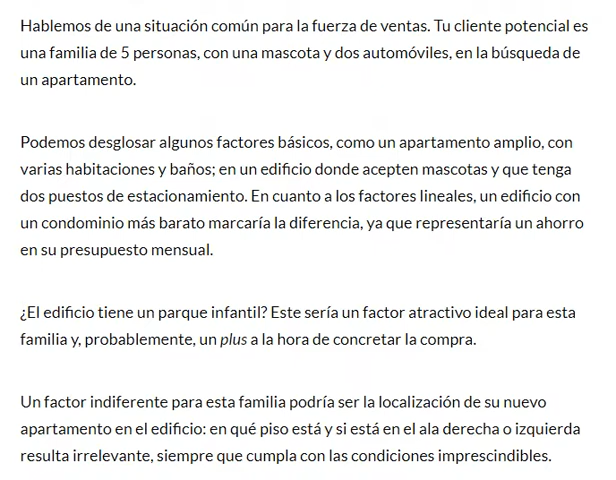 Hablemos de una situación común para la fuerza de ventas. Tu cliente potencial es
una familia de 5 personas, con una mascota y dos automóviles, en la búsqueda de
un apartamento.
Podemos desglosar algunos factores básicos, como un apartamento amplio, con
varias habitaciones y baños; en un edificio donde acepten mascotas y que tenga
dos puestos de estacionamiento. En cuanto a los factores lineales, un edificio con
un condominio más barato marcaría la diferencia, ya que representaría un ahorro
en su presupuesto mensual.
¿El edificio tiene un parque infantil? Este sería un factor atractivo ideal para esta
familia y, probablemente, un plus a la hora de concretar la compra.
Un factor indiferente para esta familia podría ser la localización de su nuevo
apartamento en el edificio: en qué piso está y si está en el ala derecha o izquierda
resulta irrelevante, siempre que cumpla con las condiciones imprescindibles.